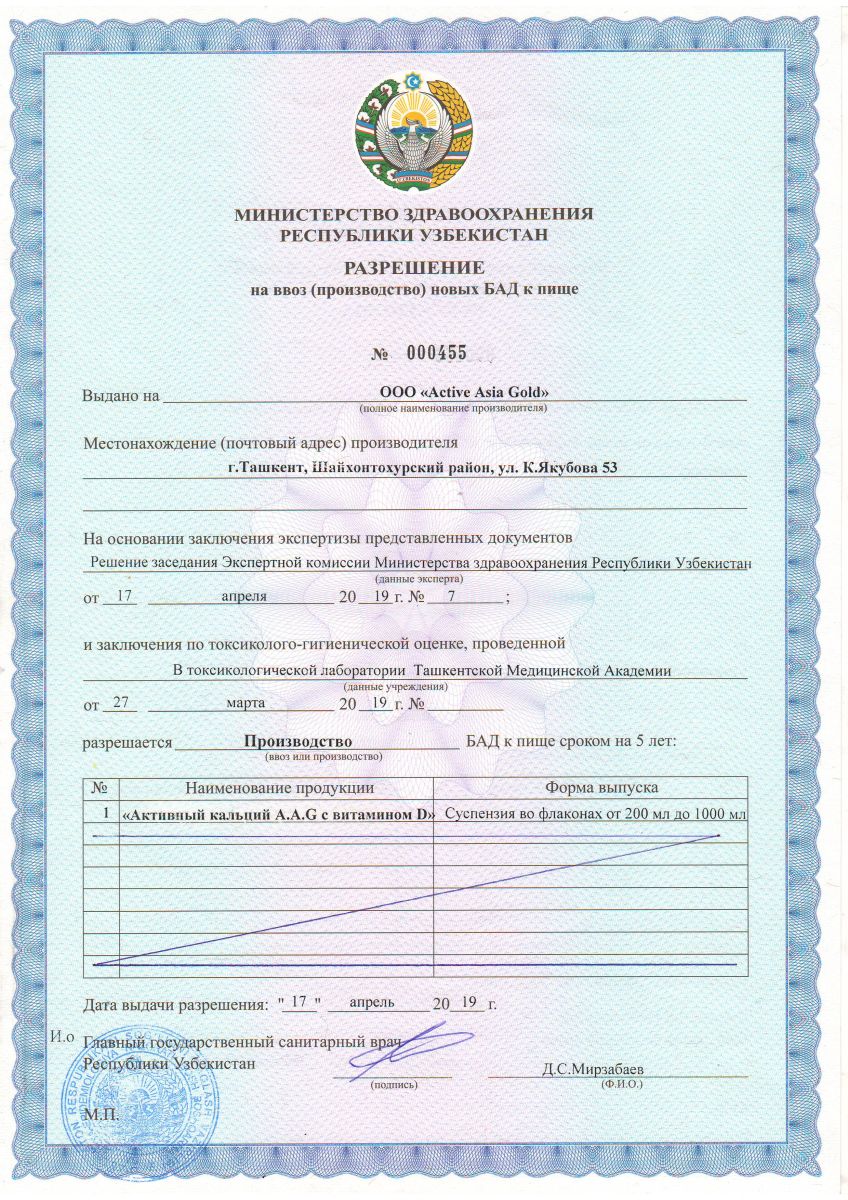 O'ZBEKISTON
МИНИСТЕРСТВО ЗДРАВООХРАНЕНИЯ
РЕСПУБЛИКИ УЗБЕКИСТАН
РАЗРЕШЕНИЕ
на ввоз (производство) новых БАД к пище
№ 000455
Выдано на ООО «Active Asia Gold»
(полное наименование производителя)
Местонахождение (почтовый адрес) производителя
г.Ташкент, Шайхонтохурский район, ул. К.Якубова 53
На основании заключения экспертизы представленных документов
Решение заседания Экспертной комиссии Министерства здравоохранения Республики Узбекистан
(данные эксперта)
от 17 апреля 20 19 г. № 7 ;
и заключения по токсиколого-гигиенической оценке, проведенной
В токсикологической лаборатории Ташкентской Медицинской Академии
(данные учреждения)
от 27 марта 20 19 г. №
разрешается Производство БАД к пище сроком на 5 лет:
(ввоз или производство)
№ Наименование продукции Форма выпуска
1 «Активный кальций A.A.G с витамином D» Суспензия во флаконах от 200 мл до 1000 мл
Дата выдачи разрешения: "17" апрель 20 19 г.
И.о Главный государственный санитарный врач
Республики Узбекистан Д.С.Мирзабаев
(подпись) (Ф.И.О.)
М.П.